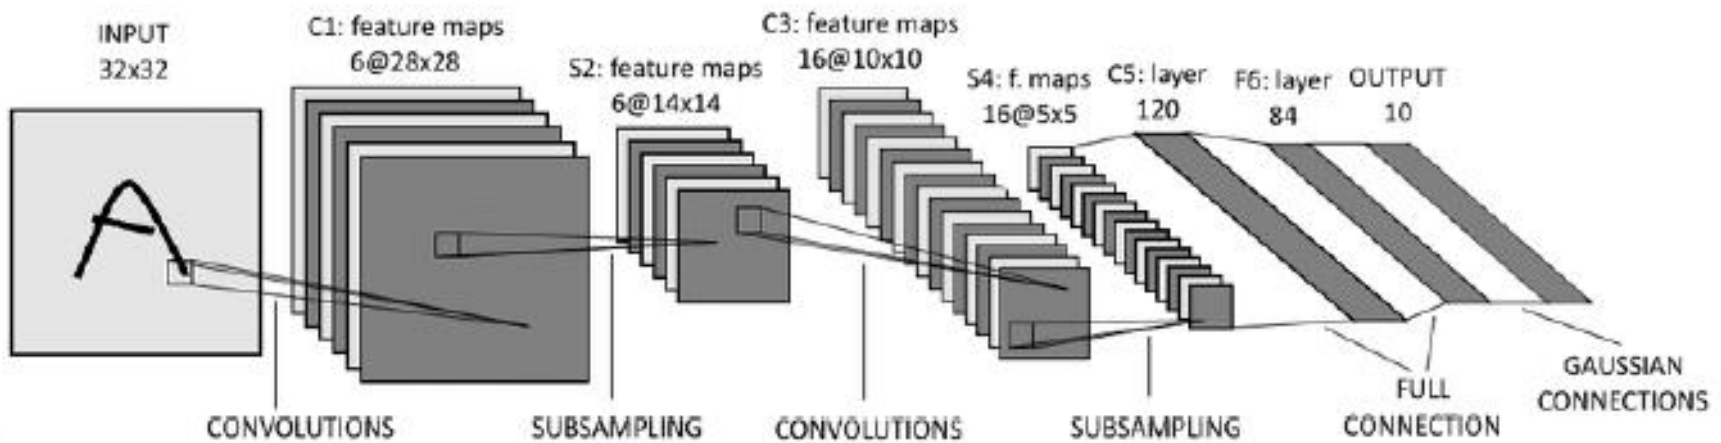 INPUT
32x32
C1: feature maps
6@28x28
S2: feature maps
6@14x14
C3: feature maps
16@10x10
S4: f. maps
16@5x5
C5: layer
120
F6: layer
84
OUTPUT
10
CONVOLUTIONS
SUBSAMPLING
CONVOLUTIONS
SUBSAMPLING
FULL
CONNECTION
GAUSSIAN
CONNECTIONS
A